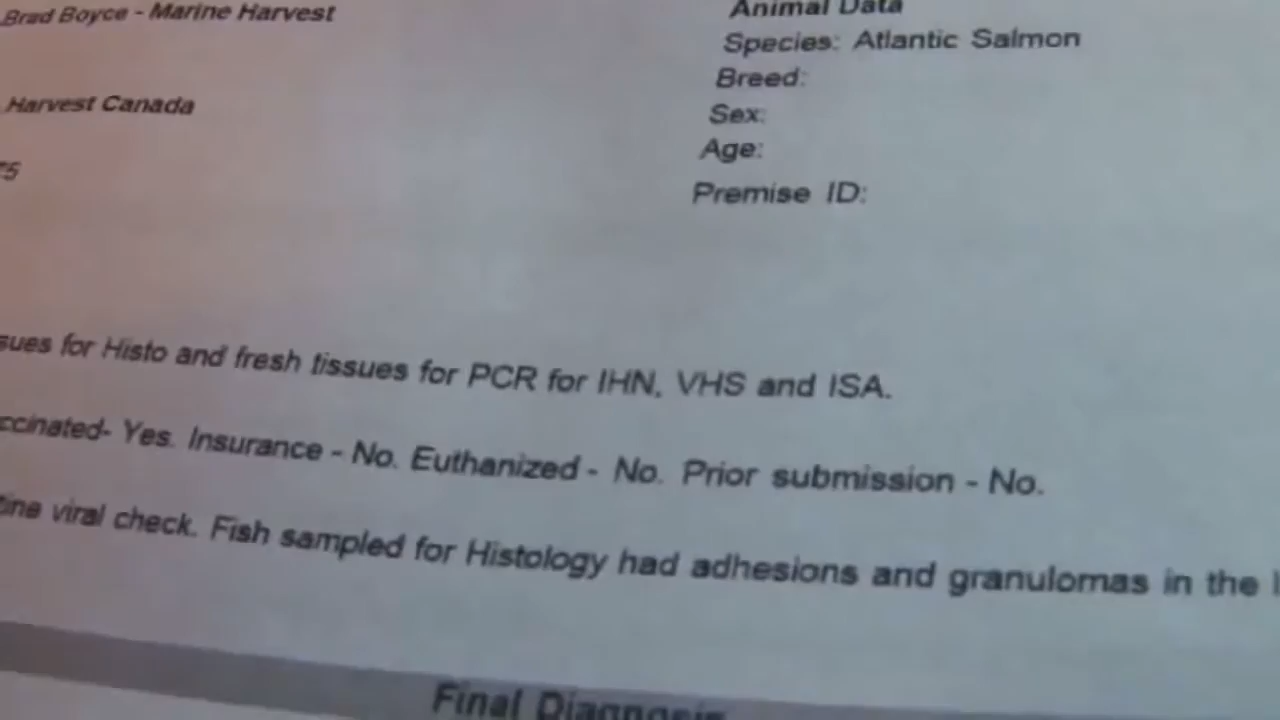 Brad Boyce - Marine Harvest
Animal Data
Species: Atlantic Salmon
Breed:
Harvest Canada
Sex:
Age:
Premise ID:
sues for Histo and fresh tissues for PCR for IHN, VHS and ISA.
ccinated- Yes. Insurance - No. Euthanized - No. Prior submission - No.
tine viral check. Fish sampled for Histology had adhesions and granulomas in the
Final Diagnosis